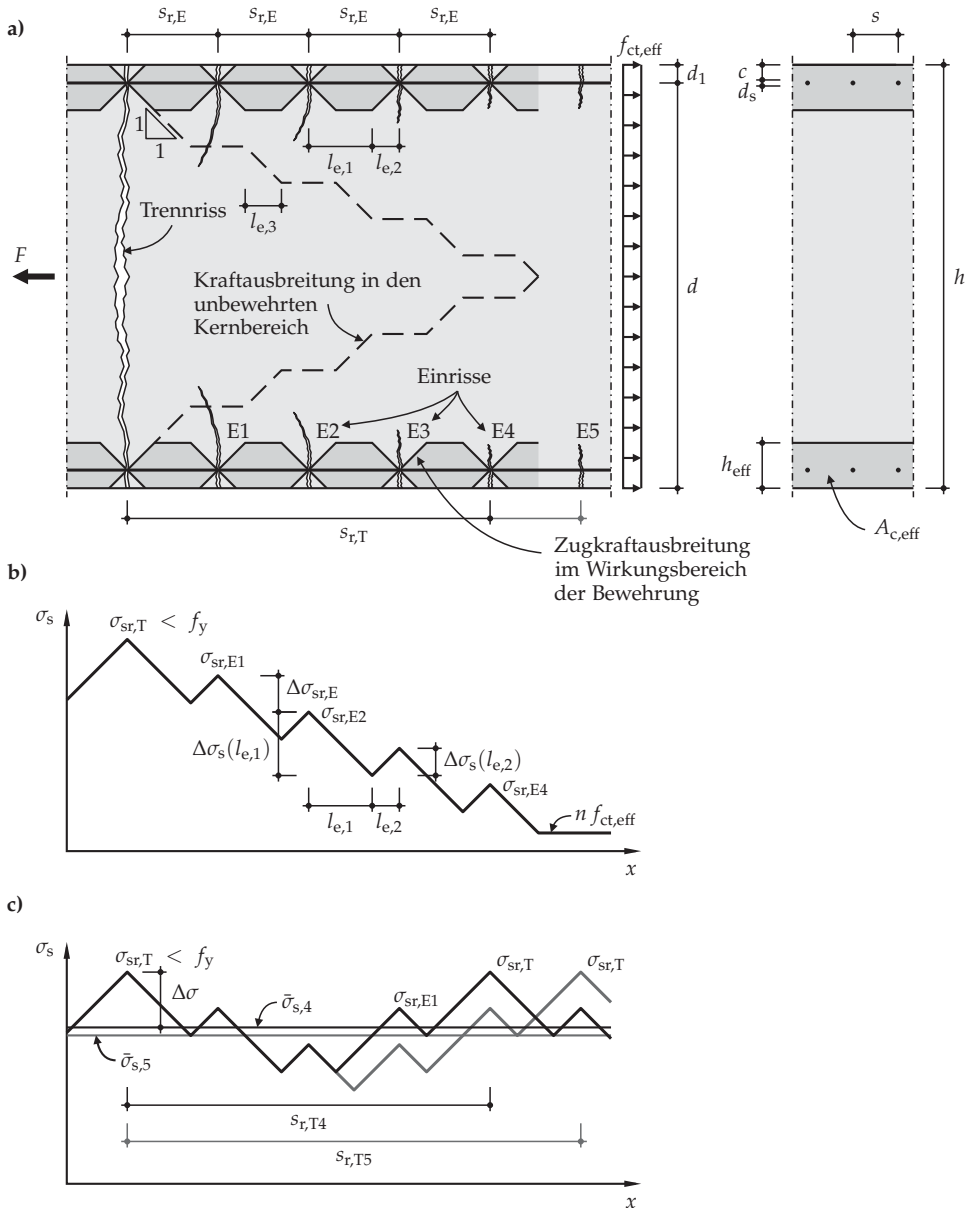 a)
s_r,E s_r,E s_r,E s_r,E
f_ct,eff
s
d_1
c
d_s
1
1
l_e,1 l_e,2
l_e,3
Trennriss
F
Kraftausbreitung in den
unbewehrten
Kernbereich
d
h
Einrisse
E1 E2 E3 E4 E5
h_eff
A_c,eff
s_r,T
Zugkraftausbreitung
im Wirkungsbereich
der Bewehrung
b)
σ_s
σ_sr,T < f_y
σ_sr,E1
Δσ_sr,E
σ_sr,E2
Δσ_s(l_e,1)
Δσ_s(l_e,2)
σ_sr,E4
l_e,1 l_e,2
n f_ct,eff
x
c)
σ_s
σ_sr,T < f_y
σ_sr,T σ_sr,T
Δσ
σ̄_s,4
σ_sr,E1
σ̄_s,5
s_r,T4
s_r,T5
x